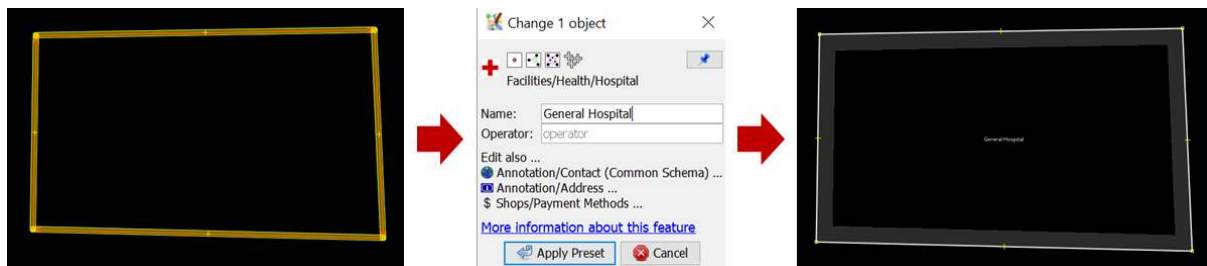 Change 1 object
Facilities/Health/Hospital
Name: General Hospital
Operator: operator
Edit also ...
Annotation/Contact (Common Schema) ...
Annotation/Address ...
$ Shops/Payment Methods ...
More information about this feature
Apply Preset Cancel
General Hospital